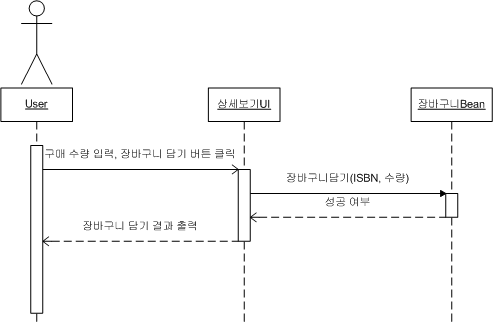 User
상세보기UI
장바구니Bean
구매 수량 입력, 장바구니 담기 버튼 클릭
장바구니담기(ISBN, 수량)
성공 여부
장바구니 담기 결과 출력